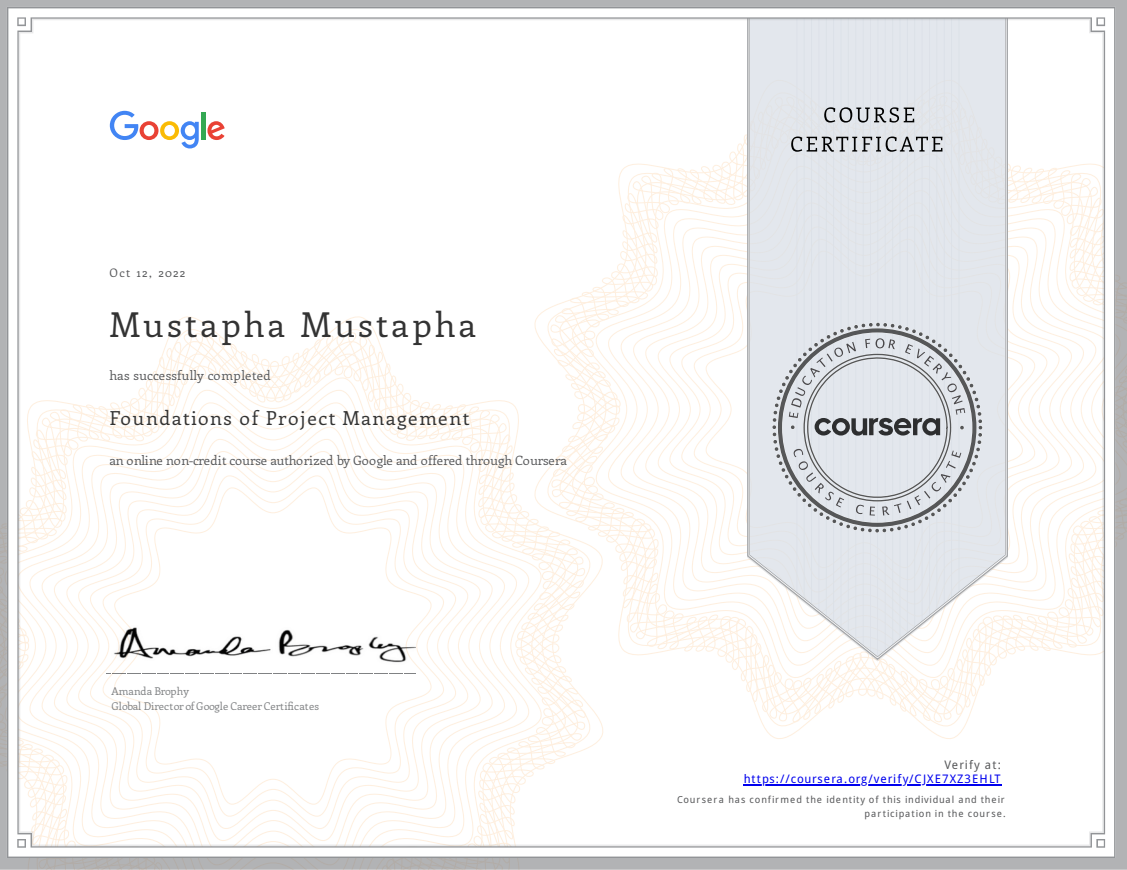 Google
COURSE
CERTIFICATE
Oct 12, 2022
Mustapha Mustapha
has successfully completed
Foundations of Project Management
an online non-credit course authorized by Google and offered through Coursera
EDUCATION FOR EVERYONE
coursera
COURSE CERTIFICATE
Amanda Brophy
Amanda Brophy
Global Director of Google Career Certificates
Verify at:
https://coursera.org/verify/CJXE7XZ3EHLT
Coursera has confirmed the identity of this individual and their
participation in the course.